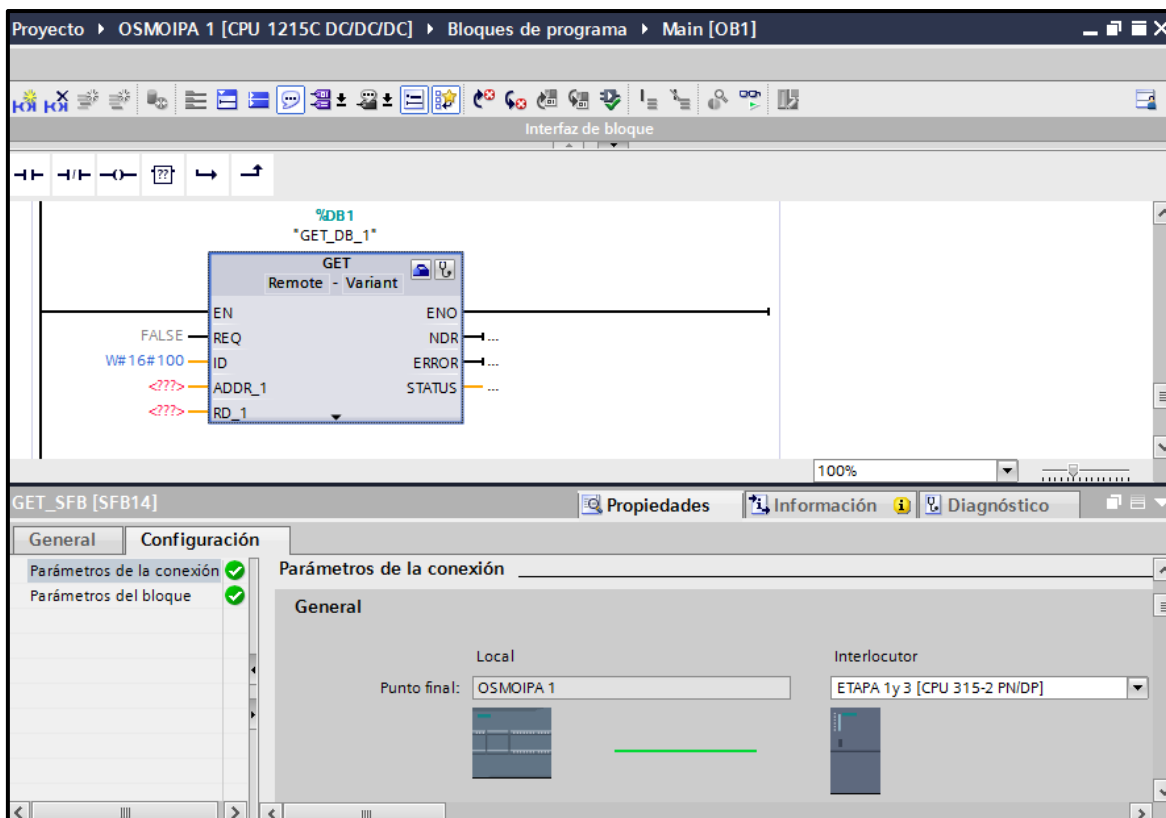 Proyecto ▸ OSMOIPA 1 [CPU 1215C DC/DC/DC] ▸ Bloques de programa ▸ Main [OB1]
Interfaz de bloque
??
%DB1
"GET_DB_1"
GET
Remote - Variant
EN ENO
FALSE REQ NDR ...
W#16#100 ID ERROR ...
<???> ADDR_1 STATUS ...
<???> RD_1
100%
GET_SFB [SFB14] Propiedades Información Diagnóstico
General Configuración
Parámetros de la conexión
Parámetros del bloque
Parámetros de la conexión
General
Local Interlocutor
Punto final: OSMOIPA 1 ETAPA 1y 3 [CPU 315-2 PN/DP]